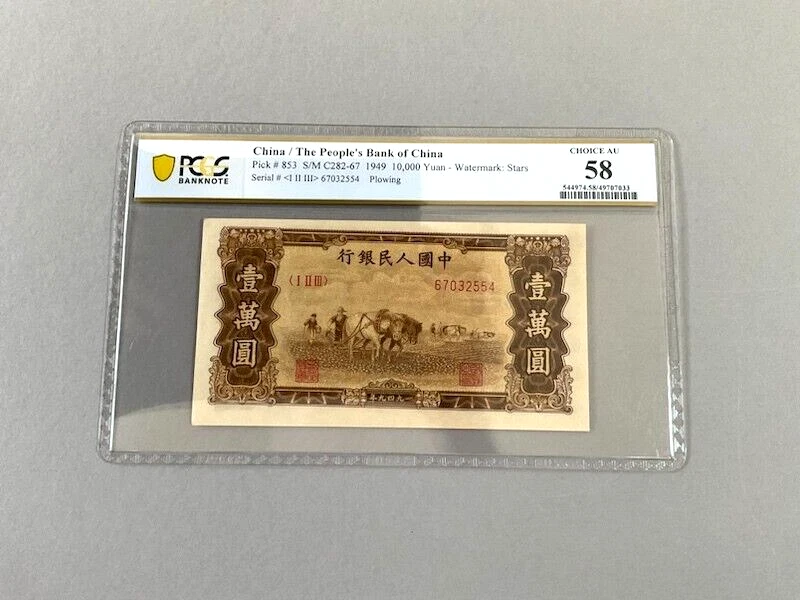 PCGS
BANKNOTE
China / The People's Bank of China
Pick # 853 S/M C282-67 1949 10,000 Yuan - Watermark: Stars
Serial # <I II III> 67032554 Plowing
CHOICE AU
58
544974.58/49707033
行銀民人國中
(I II III)
67032554
壹萬圓
壹萬圓
年九四九一